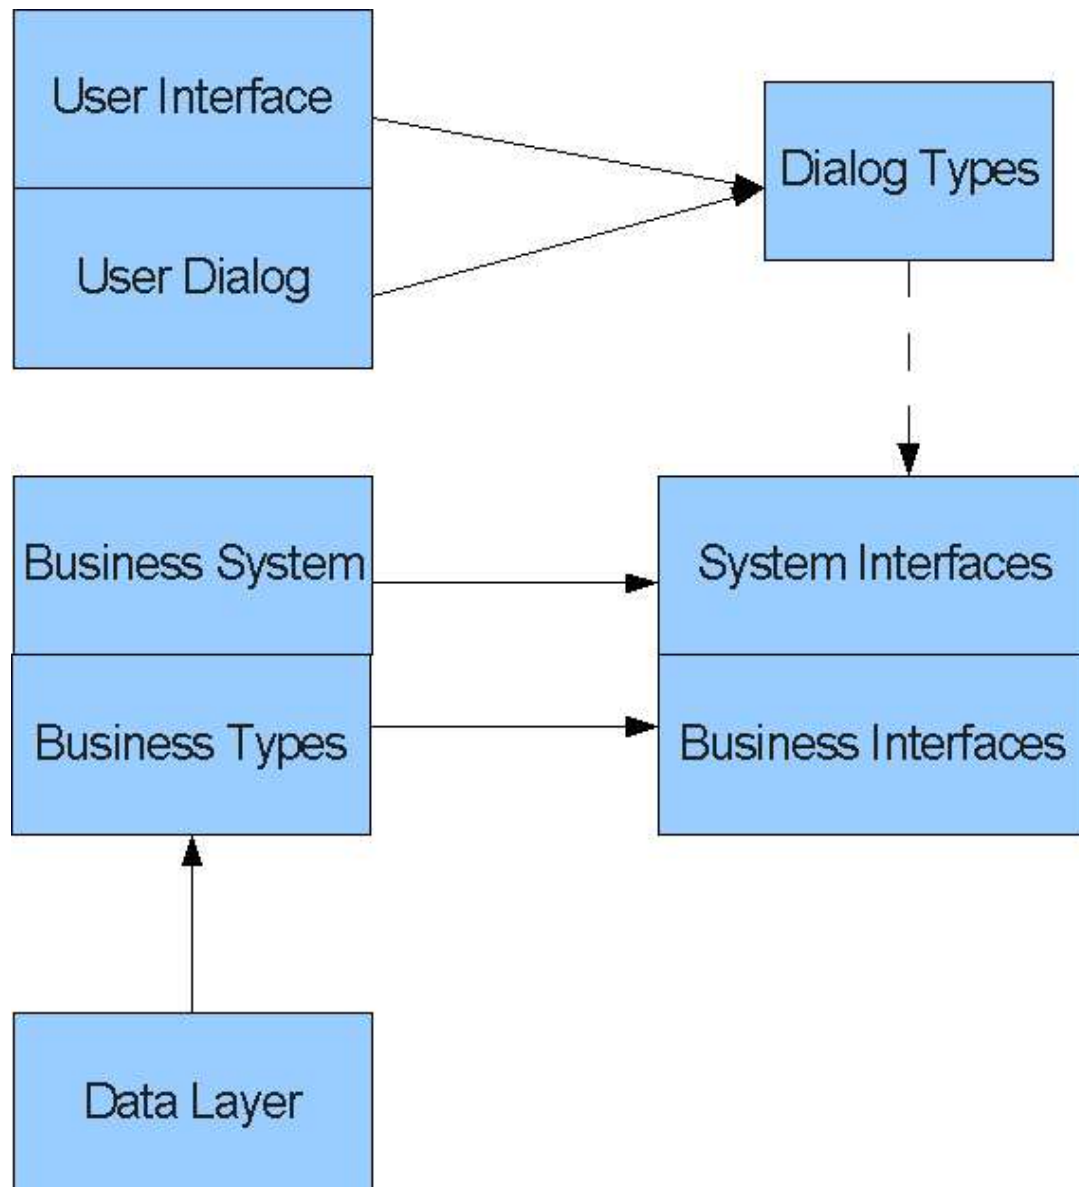 User Interface
Dialog Types
User Dialog
Business System
System Interfaces
Business Types
Business Interfaces
Data Layer